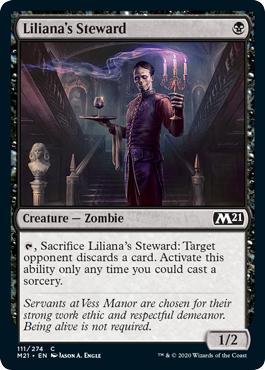 Liliana's Steward
Creature — Zombie
M21
, Sacrifice Liliana's Steward: Target
opponent discards a card. Activate this
ability only any time you could cast a
sorcery.
Servants at Vess Manor are chosen for their
strong work ethic and respectful demeanor.
Being alive is not required.
1/2
111/274 C
M21 • EN Jason A. Engle
™ & © 2020 Wizards of the Coast